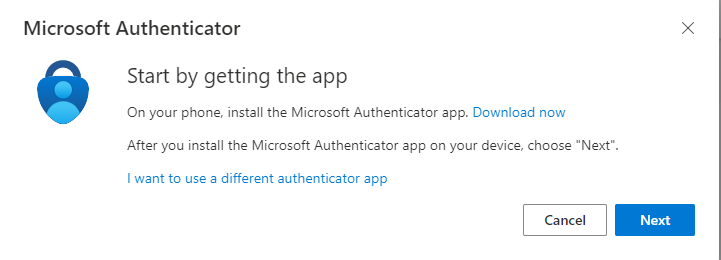 Microsoft Authenticator
Start by getting the app
On your phone, install the Microsoft Authenticator app. Download now
After you install the Microsoft Authenticator app on your device, choose "Next".
I want to use a different authenticator app
Cancel Next